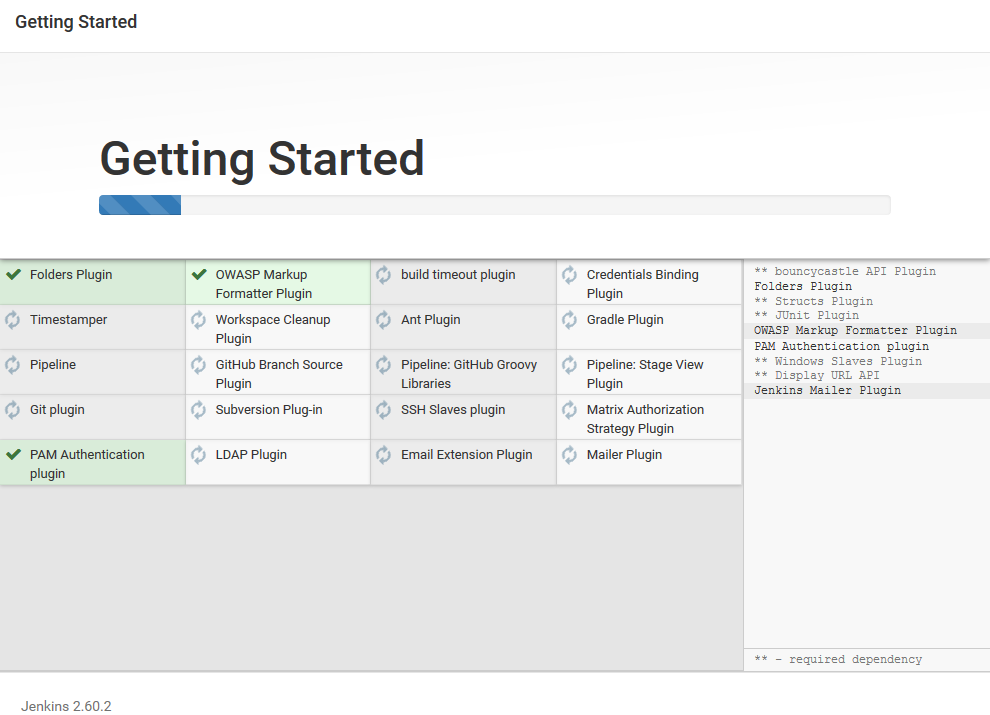 Getting Started
Getting Started
Folders Plugin
OWASP Markup
Formatter Plugin
build timeout plugin
Credentials Binding
Plugin
Timestamper
Workspace Cleanup
Plugin
Ant Plugin
Gradle Plugin
Pipeline
GitHub Branch Source
Plugin
Pipeline: GitHub Groovy
Libraries
Pipeline: Stage View
Plugin
Git plugin
Subversion Plug-in
SSH Slaves plugin
Matrix Authorization
Strategy Plugin
PAM Authentication
plugin
LDAP Plugin
Email Extension Plugin
Mailer Plugin
** bouncycastle API Plugin
Folders Plugin
** Structs Plugin
** JUnit Plugin
OWASP Markup Formatter Plugin
PAM Authentication plugin
** Windows Slaves Plugin
** Display URL API
Jenkins Mailer Plugin
** - required dependency
Jenkins 2.60.2